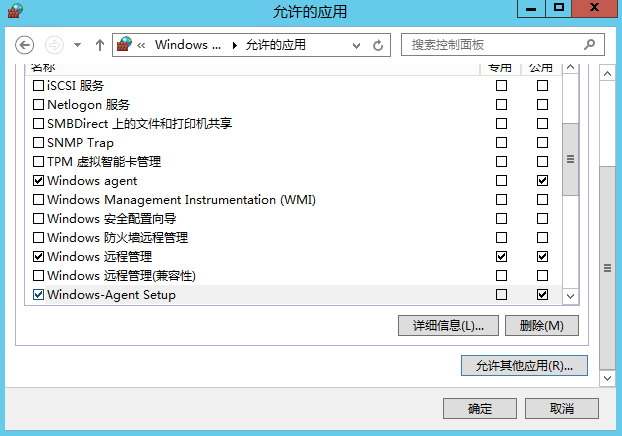 允许的应用
Windows ... 允许的应用 搜索控制面板
名称 专用 公用
iSCSI 服务
Netlogon 服务
SMBDirect 上的文件和打印机共享
SNMP Trap
TPM 虚拟智能卡管理
Windows agent
Windows Management Instrumentation (WMI)
Windows 安全配置向导
Windows 防火墙远程管理
Windows 远程管理
Windows 远程管理(兼容性)
Windows-Agent Setup
详细信息(L)... 删除(M)
允许其他应用(R)...
确定 取消